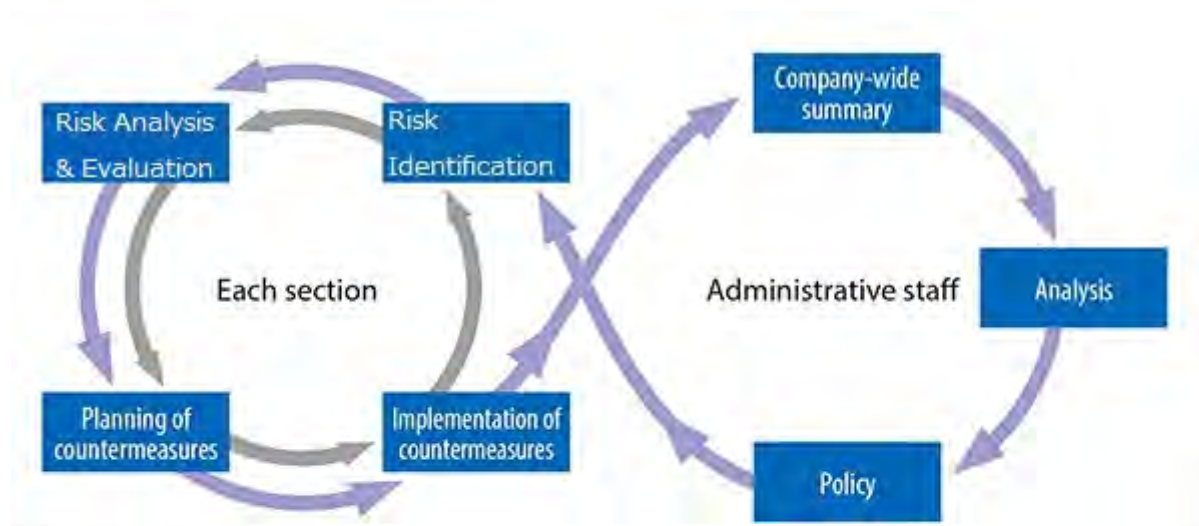 Risk Analysis
& Evaluation
Risk
Identification
Each section
Planning of
countermeasures
Implementation of
countermeasures
Company-wide
summary
Administrative staff
Analysis
Policy